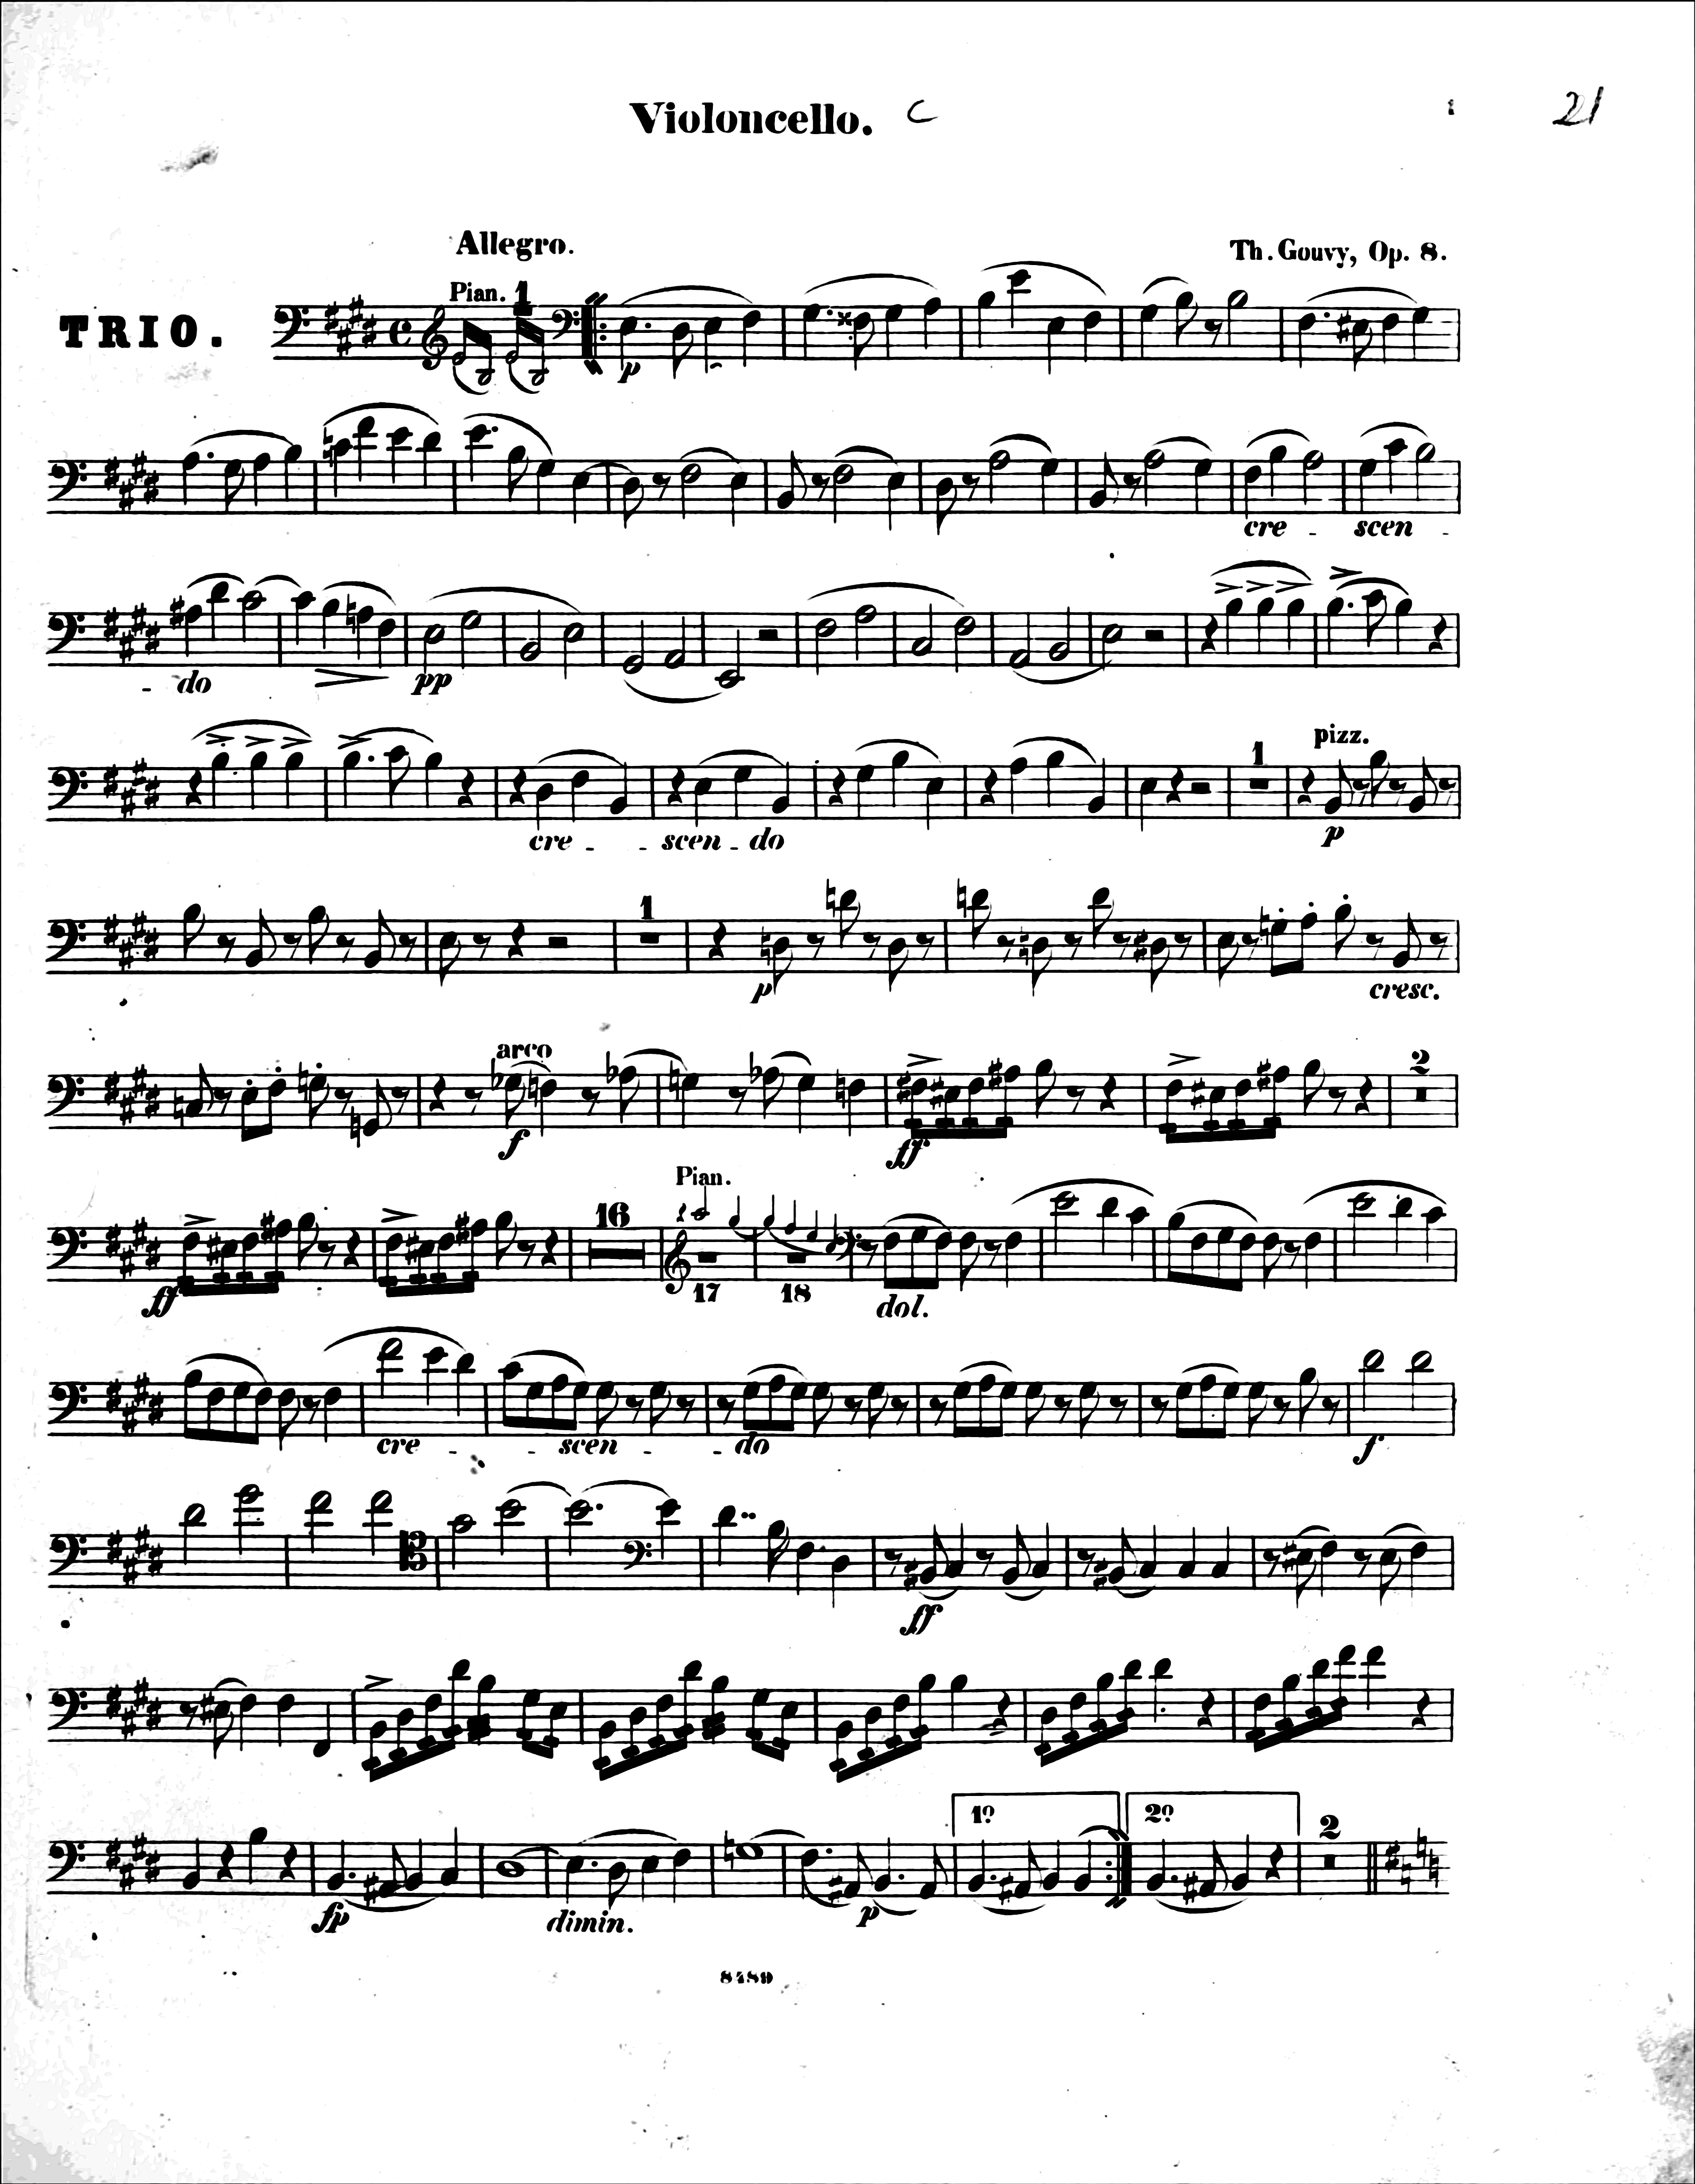 Violoncello. C
21
Allegro.
Th. Gouvy, Op. 8.
Pian. 1
TRIO.
p
cre - scen -
- do pp
pizz.
1
cre - - scen - do p
1
p cresc.
arco
2
f ff
Pian.
16
17 18
ff dol.
cre - - scen - - do f
ff
1º 2º
2
fp dimin. p
8489